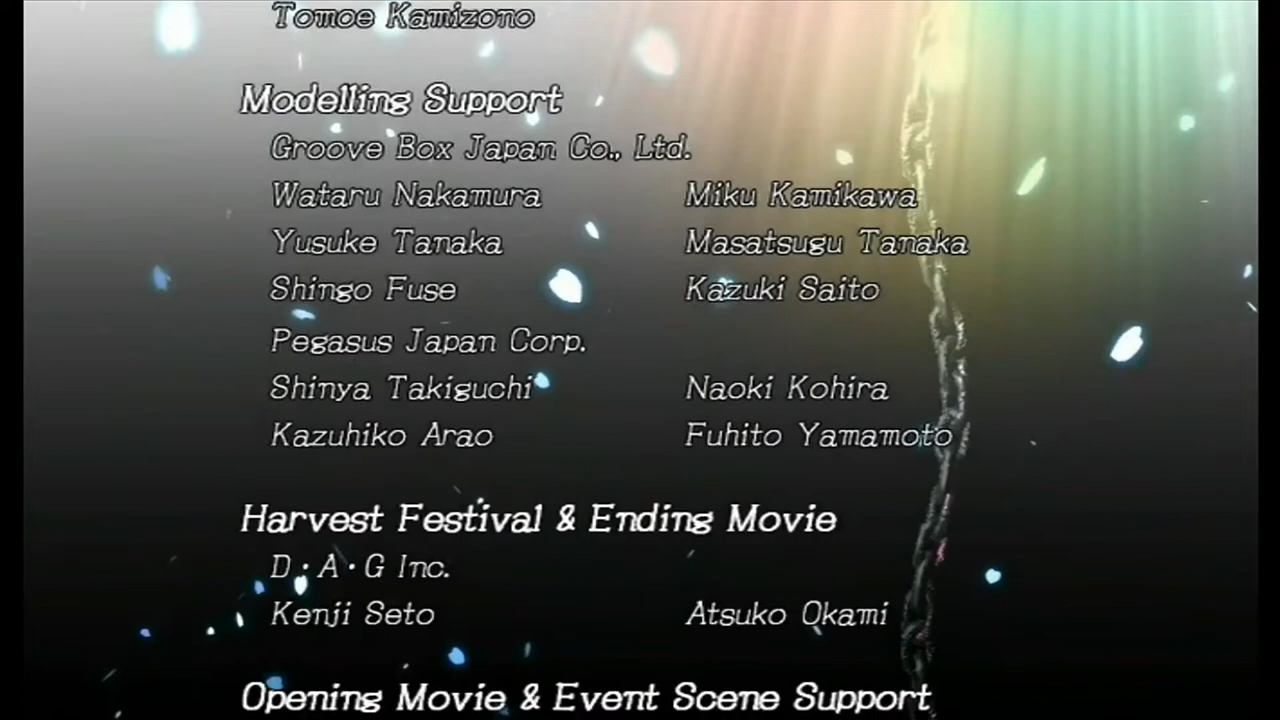 Tomoe Kamizono
Modelling Support
Groove Box Japan Co., Ltd.
Wataru Nakamura Miku Kamikawa
Yusuke Tanaka Masatsugu Tanaka
Shingo Fuse Kazuki Saito
Pegasus Japan Corp.
Shinya Takiguchi Naoki Kohira
Kazuhiko Arao Fuhito Yamamoto
Harvest Festival & Ending Movie
D・A・G Inc.
Kenji Seto Atsuko Okami
Opening Movie & Event Scene Support